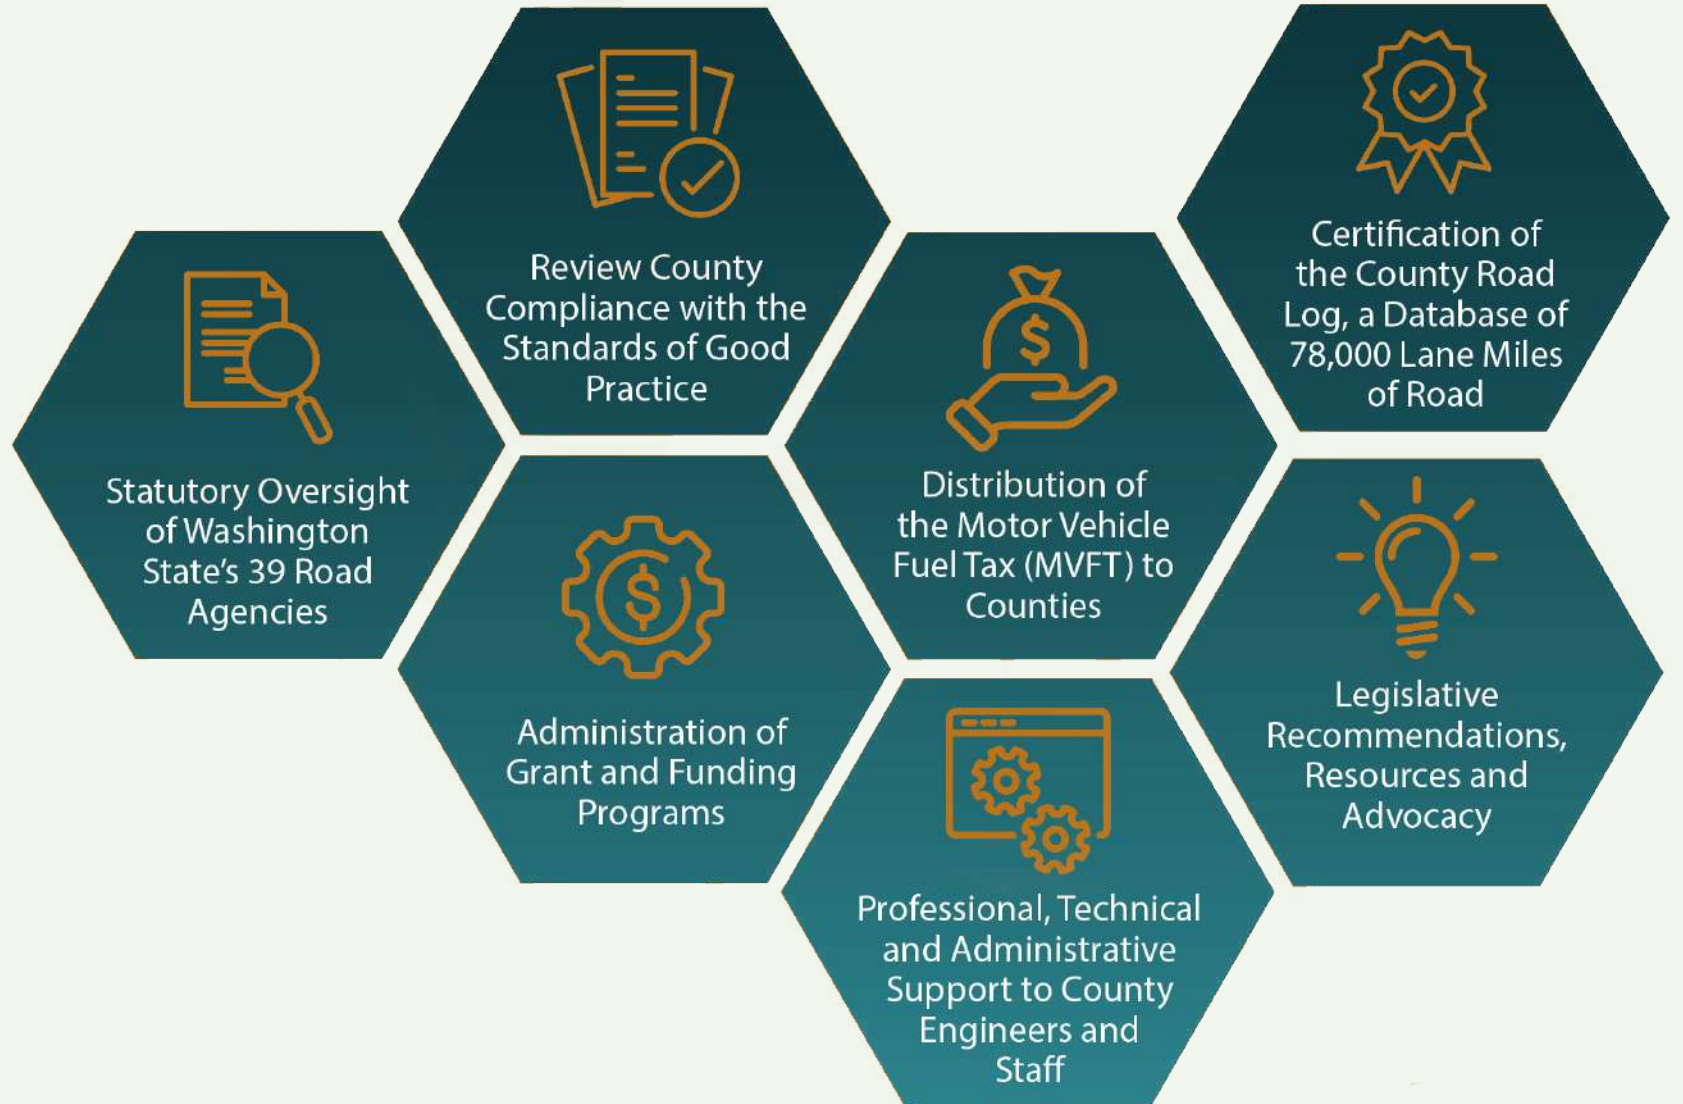 Review County
Compliance with the
Standards of Good
Practice
Certification of
the County Road
Log, a Database of
78,000 Lane Miles
of Road
Statutory Oversight
of Washington
State's 39 Road
Agencies
$
Distribution of
the Motor Vehicle
Fuel Tax (MVFT) to
Counties
$
Administration of
Grant and Funding
Programs
Legislative
Recommendations,
Resources and
Advocacy
Professional, Technical
and Administrative
Support to County
Engineers and
Staff